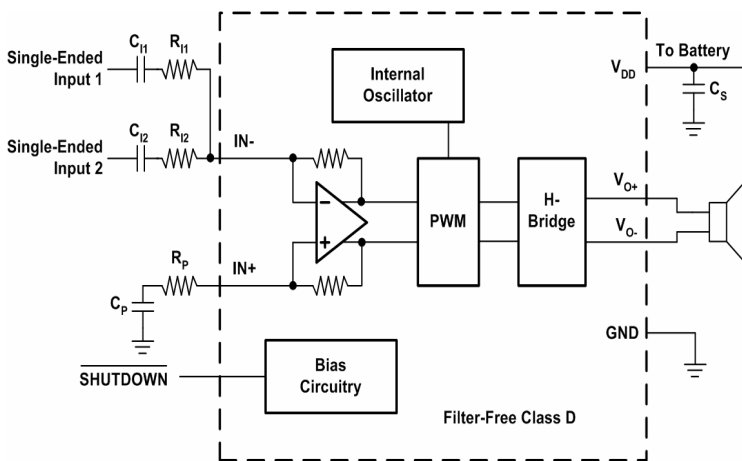 C_I1
R_I1
Single-Ended
Input 1
C_I2
R_I2
Single-Ended
Input 2
IN-
Internal
Oscillator
V_DD
To Battery
C_S
−
+
PWM
H-
Bridge
V_O+
V_O-
R_P
IN+
C_P
GND
SHUTDOWN
Bias
Circuitry
Filter-Free Class D